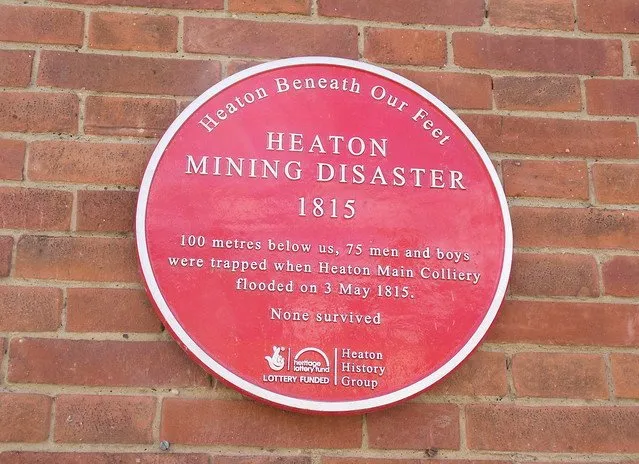 Heaton Beneath Our Feet
HEATON
MINING DISASTER
1815
100 metres below us, 75 men and boys
were trapped when Heaton Main Colliery
flooded on 3 May 1815.
None survived
heritage
lottery fund
LOTTERY FUNDED
Heaton
History
Group